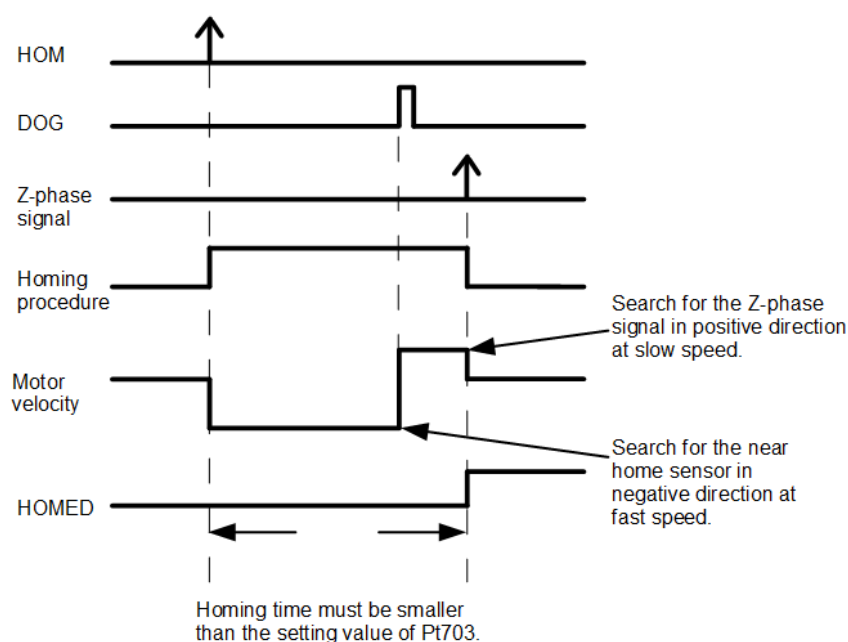 HOM
DOG
Z-phase
signal
Homing
procedure
Search for the Z-phase
signal in positive direction
at slow speed.
Motor
velocity
Search for the near
home sensor in
negative direction at
fast speed.
HOMED
Homing time must be smaller
than the setting value of Pt703.